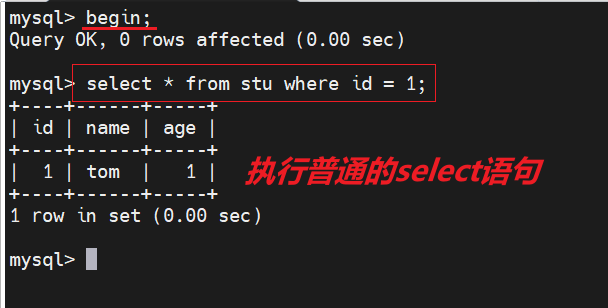 mysql> begin;
Query OK, 0 rows affected (0.00 sec)
mysql> select * from stu where id = 1;
+----+------+-----+
| id | name | age |
+----+------+-----+
|  1 | tom  |   1 |
+----+------+-----+
执行普通的select语句
1 row in set (0.00 sec)
mysql>